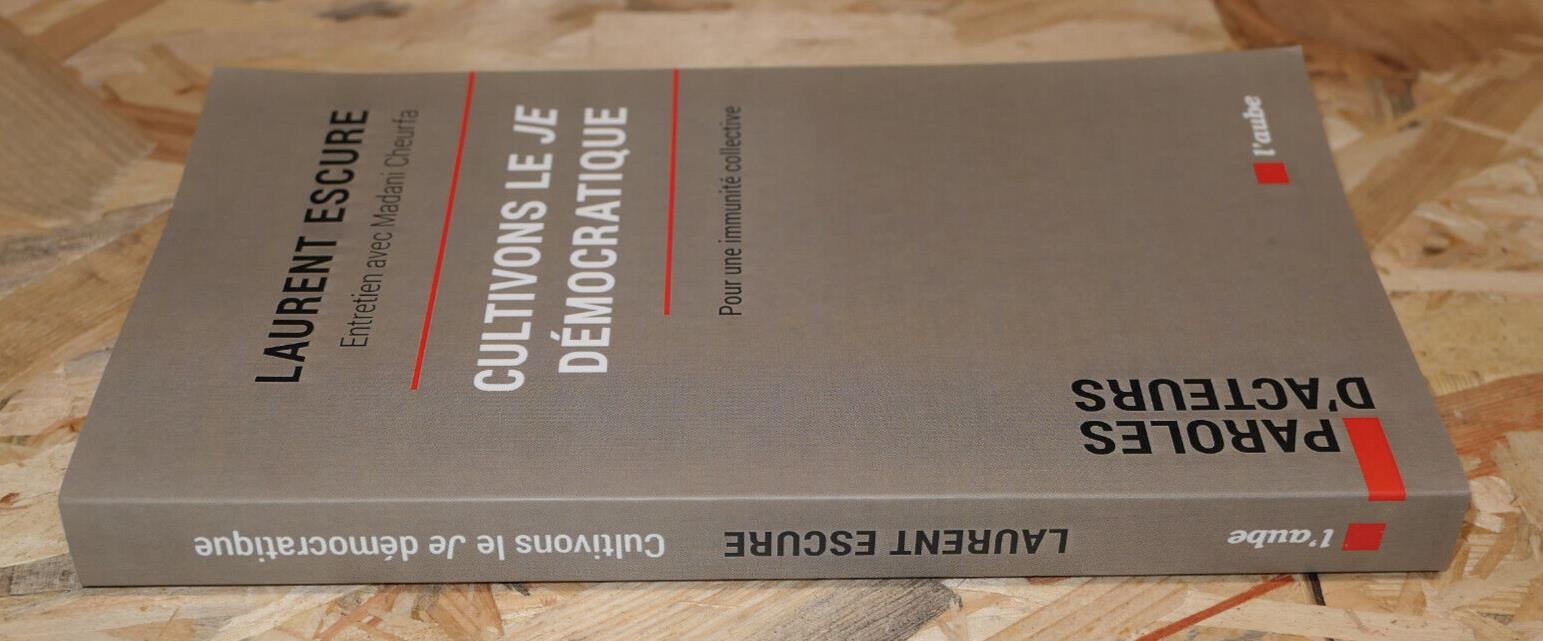 LAURENT ESCURE
Entretien avec Madani Cheurfa
CULTIVONS LE JE
DÉMOCRATIQUE
Pour une immunité collective
l'aube
PAROLES
D'ACTEURS
l'aube
LAURENT ESCURE
Cultivons le Je démocratique